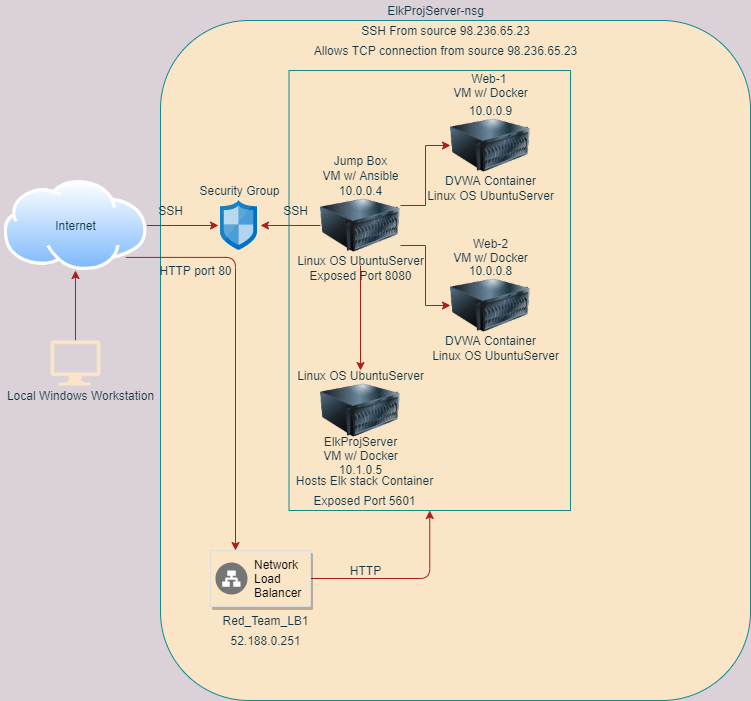 ElkProjServer-nsg
SSH From source 98.236.65.23
Allows TCP connection from source 98.236.65.23
Web-1
VM w/ Docker
10.0.0.9
DVWA Container
Linux OS UbuntuServer
Jump Box
VM w/ Ansible
10.0.0.4
Linux OS UbuntuServer
Exposed Port 8080
Security Group
SSH
SSH
Internet
HTTP port 80
Web-2
VM w/ Docker
10.0.0.8
DVWA Container
Linux OS UbuntuServer
Local Windows Workstation
Linux OS UbuntuServer
ElkProjServer
VM w/ Docker
10.1.0.5
Hosts Elk stack Container
Exposed Port 5601
Network
Load
Balancer
HTTP
Red_Team_LB1
52.188.0.251